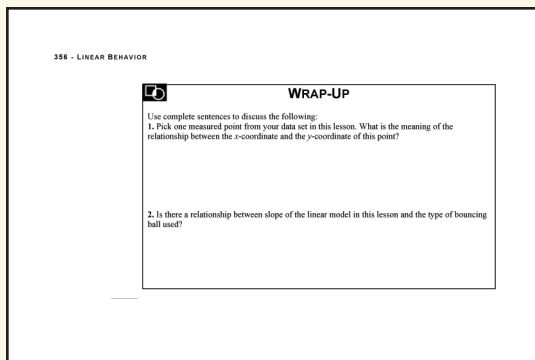 356 - LINEAR BEHAVIOR
WRAP-UP
Use complete sentences to discuss the following:
1. Pick one measured point from your data set in this lesson. What is the meaning of the
relationship between the x-coordinate and the y-coordinate of this point?
2. Is there a relationship between slope of the linear model in this lesson and the type of bouncing
ball used?